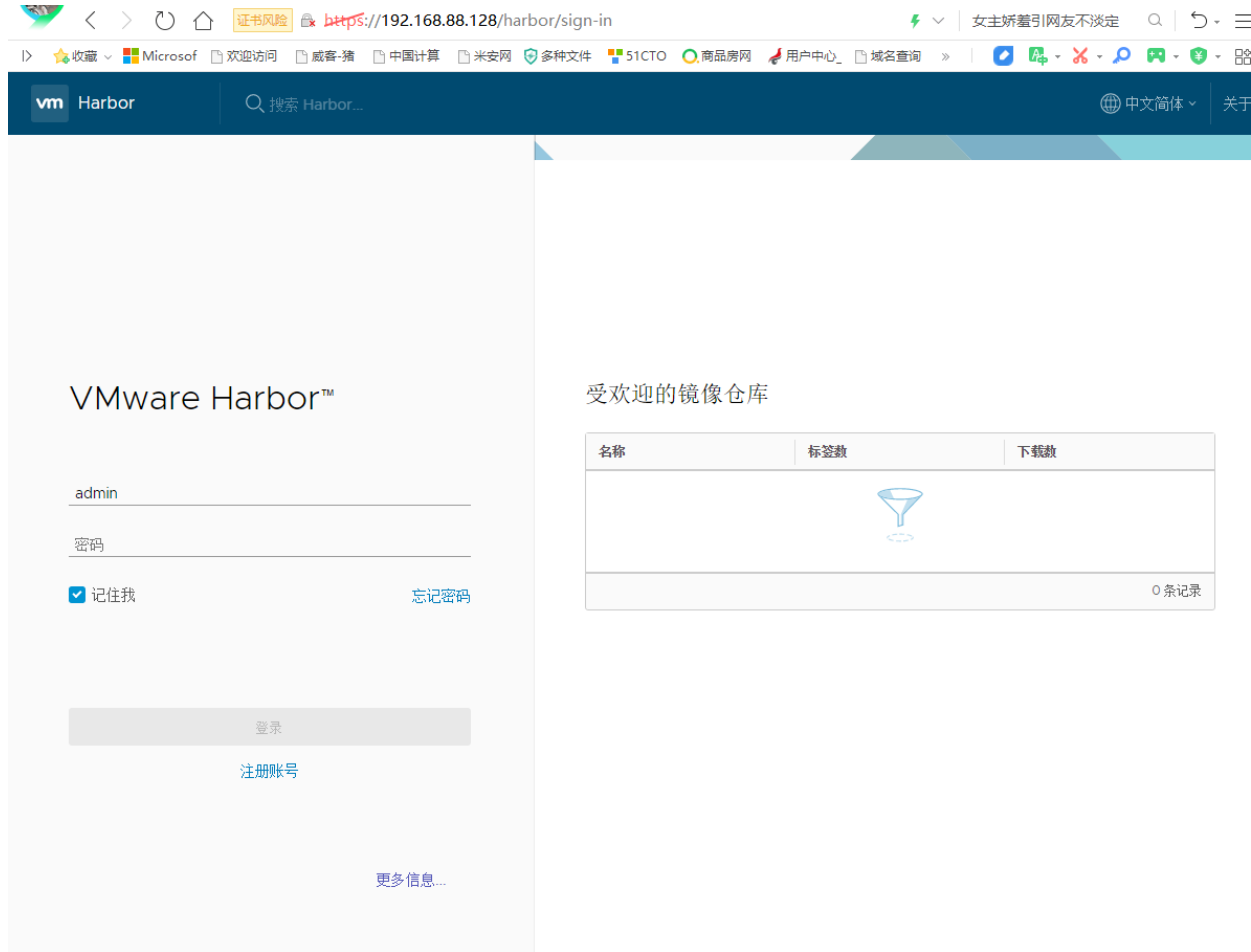 证书风险 https://192.168.88.128/harbor/sign-in 女主娇羞引网友不淡定
收藏 Microsof 欢迎访问 威客-猪 中国计算 米安网 多种文件 51CTO 商品房网 用户中心_ 域名查询 »
vm Harbor 搜索 Harbor... 中文简体 关于
VMware Harbor™
admin
密码
记住我 忘记密码
登录
注册账号
更多信息...
受欢迎的镜像仓库
名称 标签数 下载数
0 条记录